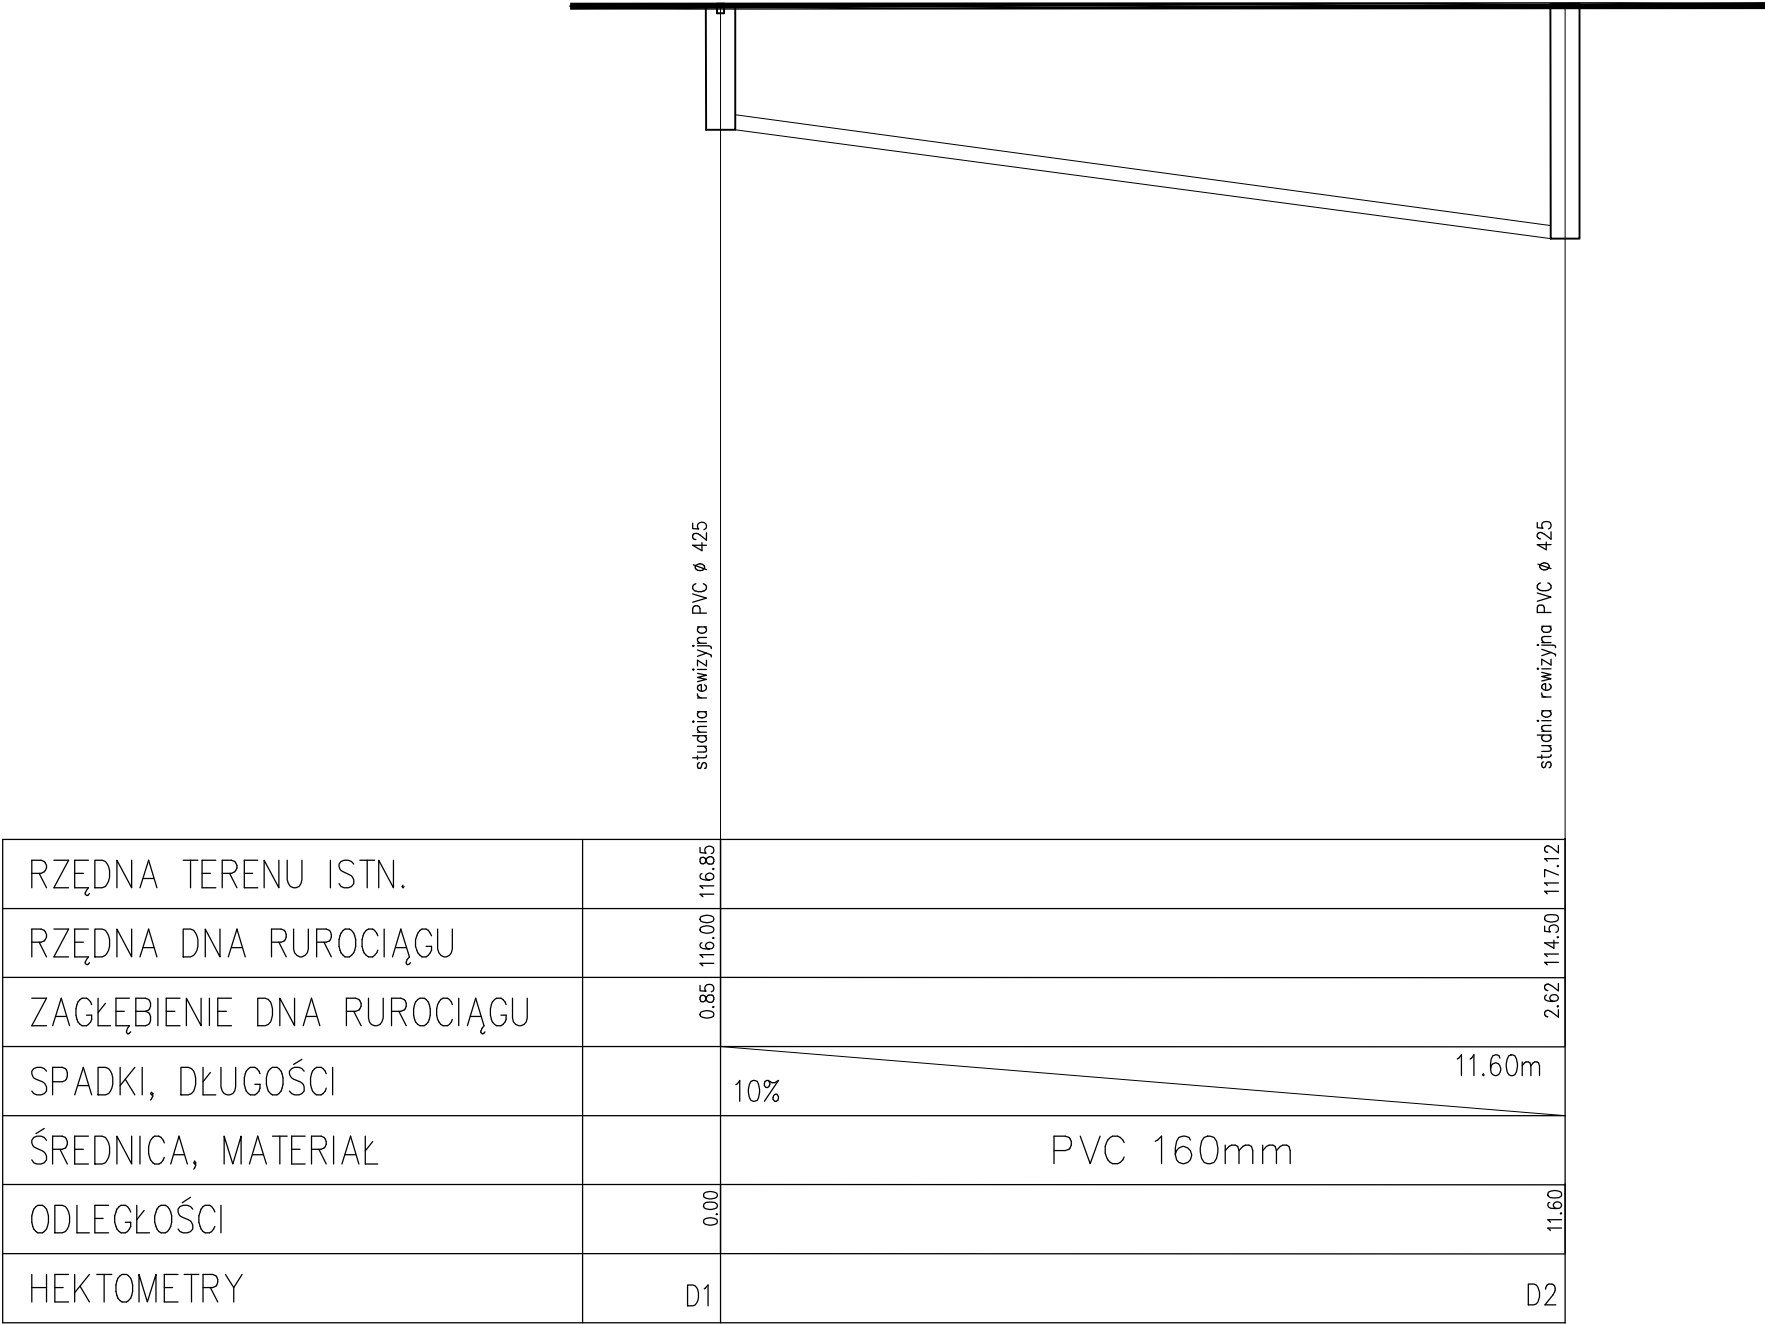 studnia rewizyjna PVC ø 425
studnia rewizyjna PVC ø 425
RZĘDNA TERENU ISTN. 116.85 117.12
RZĘDNA DNA RUROCIĄGU 116.00 114.50
ZAGŁĘBIENIE DNA RUROCIĄGU 0.85 2.62
SPADKI, DŁUGOŚCI 10% 11.60m
ŚREDNICA, MATERIAŁ PVC 160mm
ODLEGŁOŚCI 0.00 11.60
HEKTOMETRY D1 D2